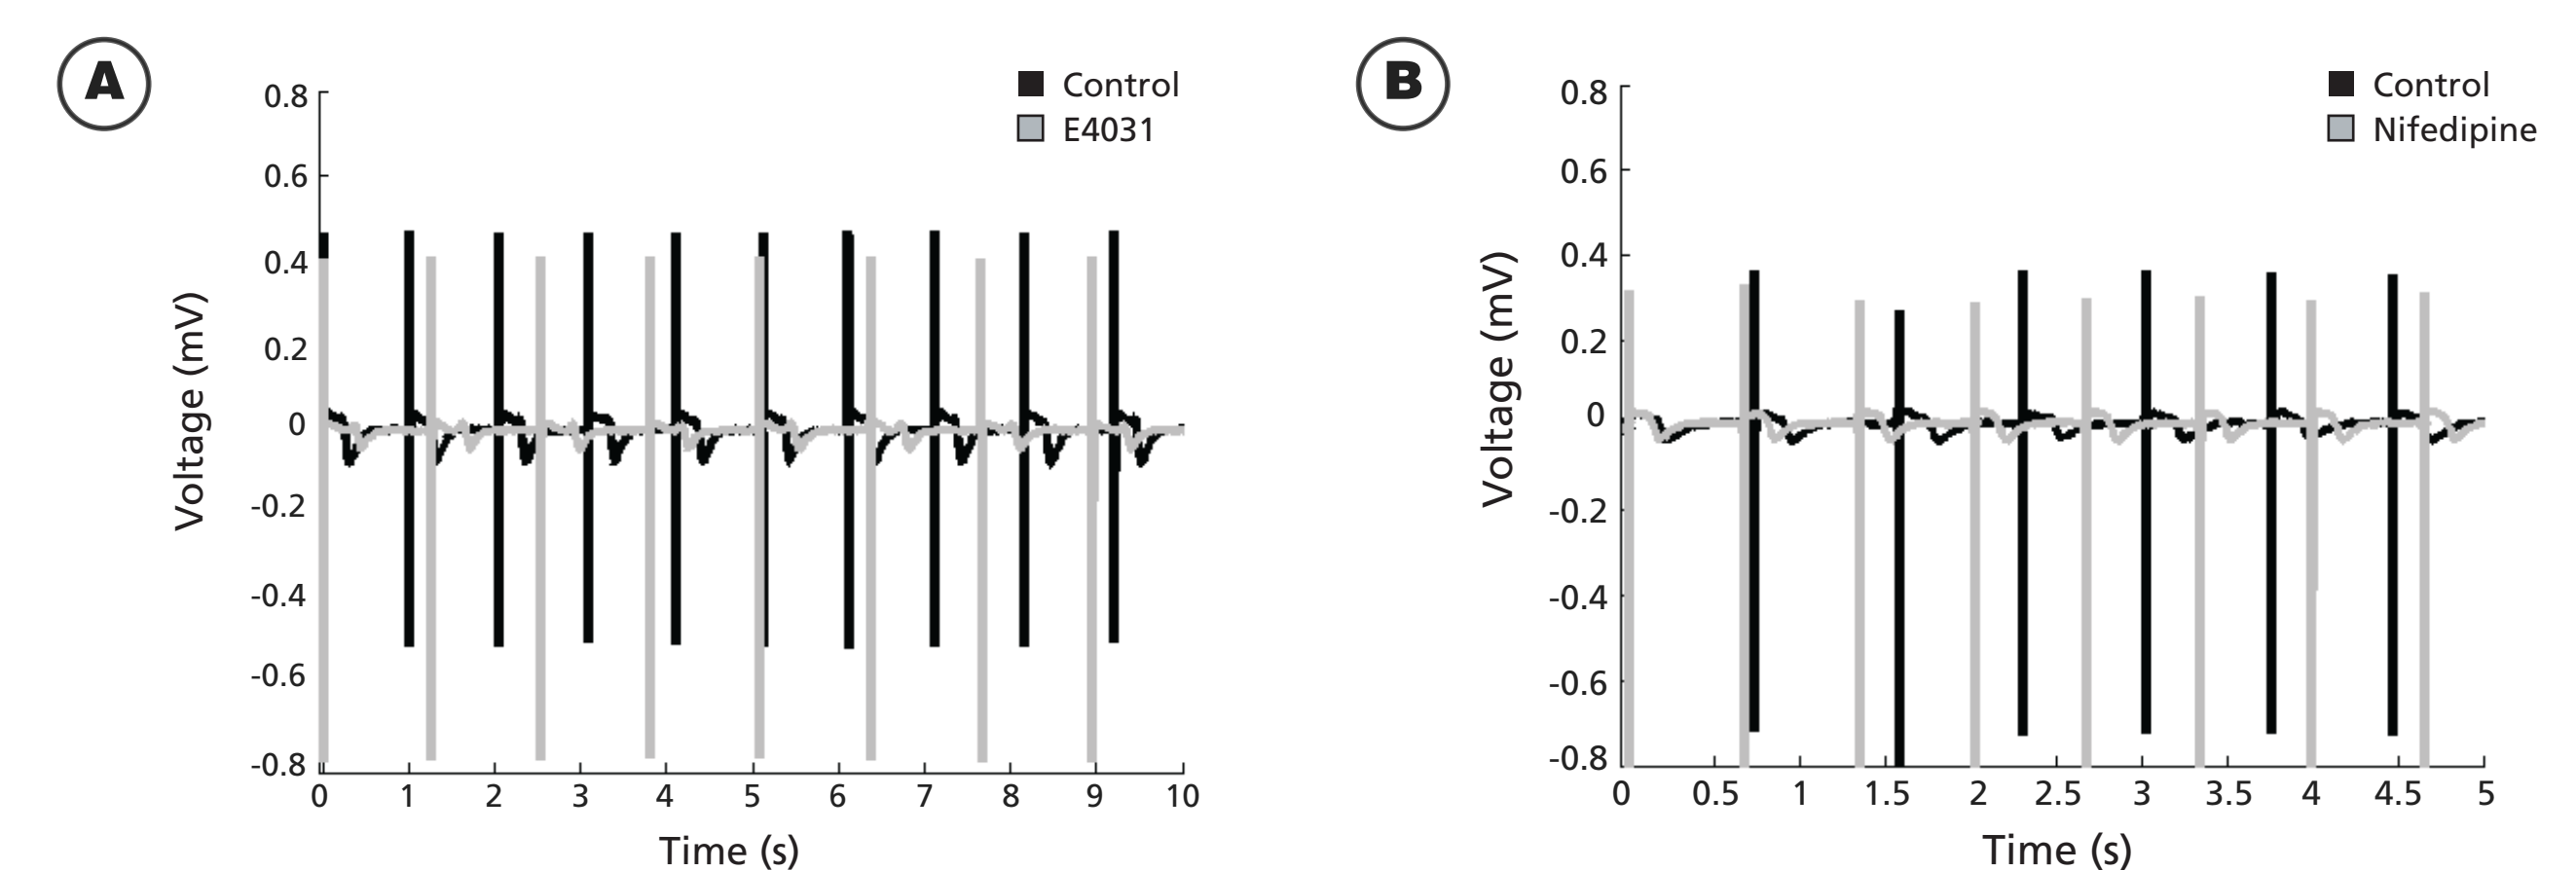 A
Control
E4031
0.8
0.6
0.4
0.2
0
-0.2
-0.4
-0.6
-0.8
Voltage (mV)
0 1 2 3 4 5 6 7 8 9 10
Time (s)
B
Control
Nifedipine
0.8
0.6
0.4
0.2
0
-0.2
-0.4
-0.6
-0.8
Voltage (mV)
0 0.5 1 1.5 2 2.5 3 3.5 4 4.5 5
Time (s)